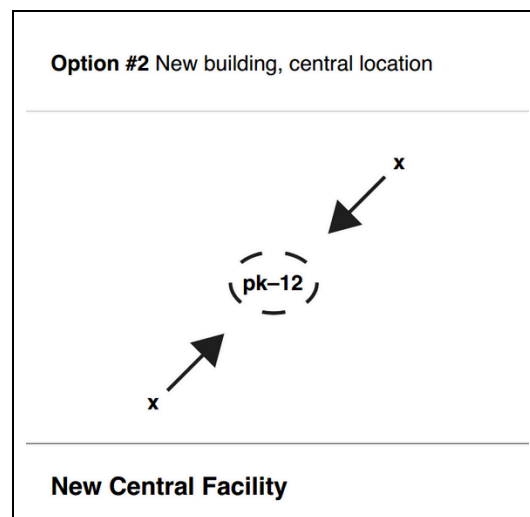 Option #2 New building, central location
x
pk–12
x
New Central Facility